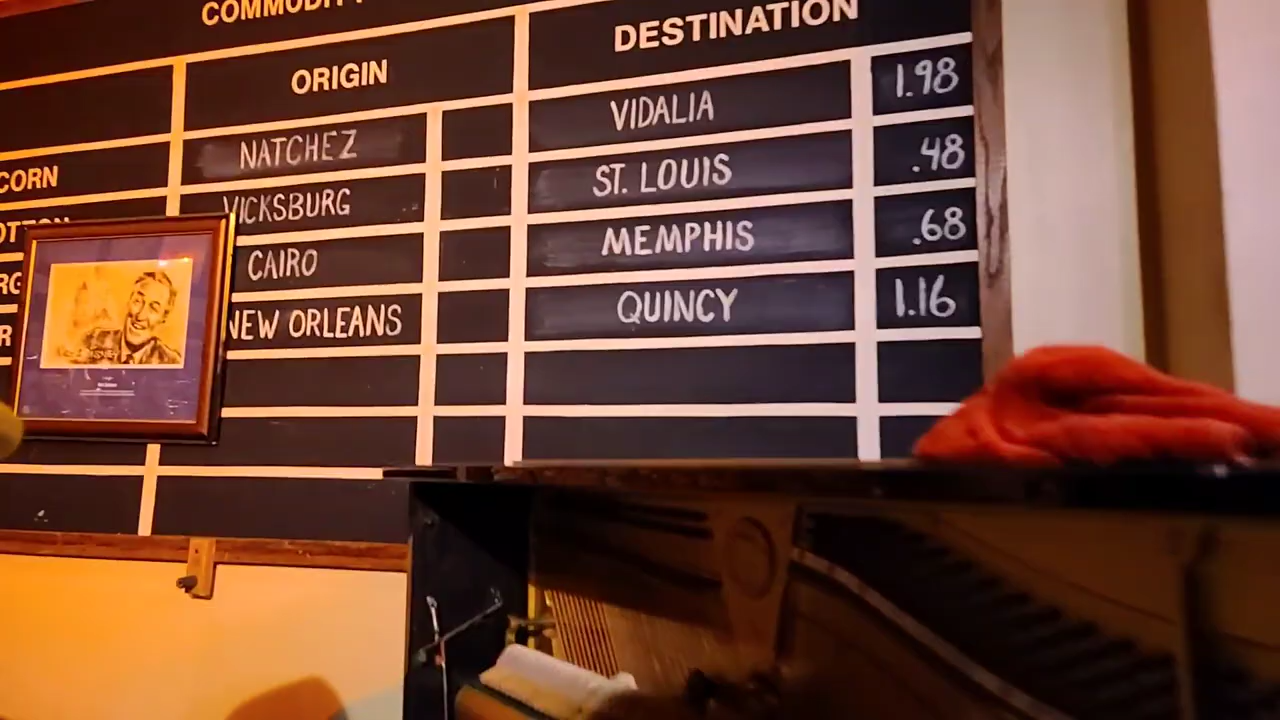 COMMODITY
ORIGIN DESTINATION
NATCHEZ VIDALIA 1.98
CORN VICKSBURG ST. LOUIS .48
CAIRO MEMPHIS .68
NEW ORLEANS QUINCY 1.16